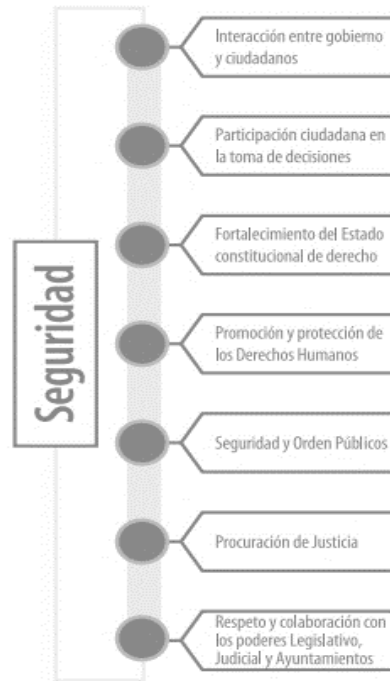 Seguridad
Interacción entre gobierno
y ciudadanos
Participación ciudadana en
la toma de decisiones
Fortalecimiento del Estado
constitucional de derecho
Promoción y protección de
los Derechos Humanos
Seguridad y Orden Públicos
Procuración de Justicia
Respeto y colaboración con
los poderes Legislativo,
Judicial y Ayuntamientos